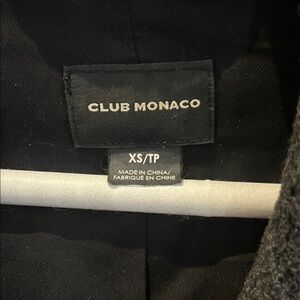 CLUB MONACO
XS/TP
MADE IN CHINA/
FABRIQUÉ EN CHINE